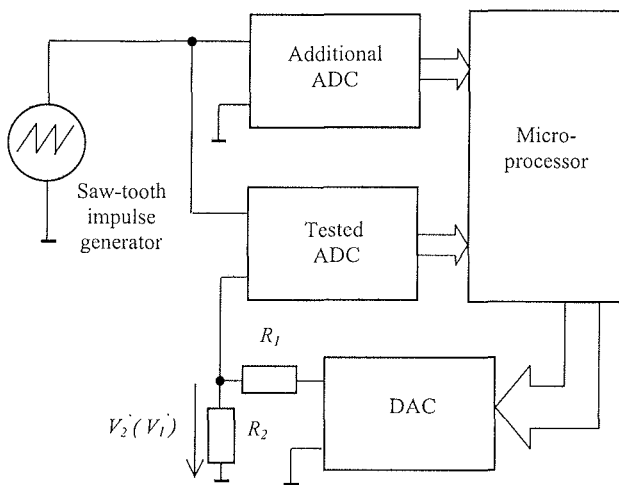 Additional
ADC
Micro-
processor
Saw-tooth
impulse
generator
Tested
ADC
R₁
DAC
V₂'(V₁')
R₂